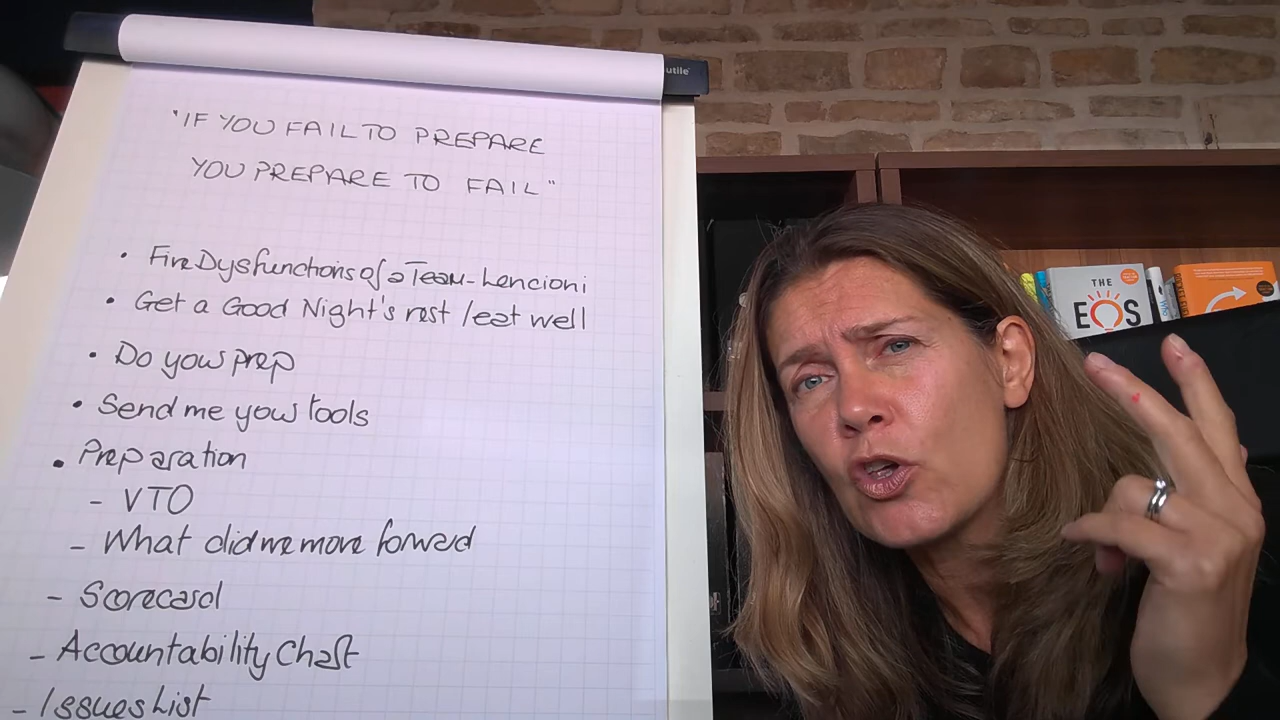 utile
"IF YOU FAIL TO PREPARE
YOU PREPARE TO FAIL"
• Five Dysfunctions of a Team - Lencioni
• Get a Good Night's rest / eat well
• Do your prep
• Send me your tools
• Preparation
- VTO
- What did we move forward
- Scorecard
- Accountability Chart
- Issues List
THE
EOS